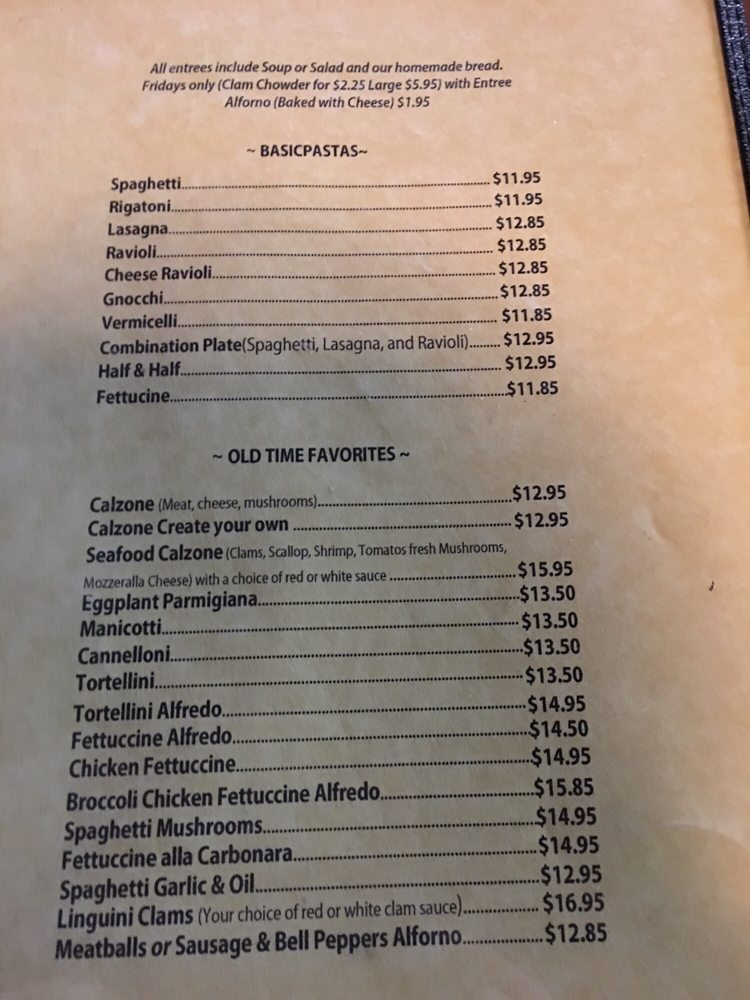 All entrees include Soup or Salad and our homemade bread.
Fridays only (Clam Chowder for $2.25 Large $5.95) with Entree
Alforno (Baked with Cheese) $1.95
~ BASICPASTAS~
Spaghetti.......... $11.95
Rigatoni.......... $11.95
Lasagna.......... $12.85
Ravioli.......... $12.85
Cheese Ravioli.......... $12.85
Gnocchi.......... $12.85
Vermicelli.......... $11.85
Combination Plate(Spaghetti, Lasagna, and Ravioli)......... $12.95
Half & Half.......... $12.95
Fettucine..........$11.85
~ OLD TIME FAVORITES ~
Calzone (Meat, cheese, mushrooms)..........$12.95
Calzone Create your own ..........$12.95
Seafood Calzone (Clams, Scallop, Shrimp, Tomatos fresh Mushrooms,
Mozzeralla Cheese) with a choice of red or white sauce ..........$15.95
Eggplant Parmigiana..........$13.50
Manicotti..........$13.50
Cannelloni..........$13.50
Tortellini..........$13.50
Tortellini Alfredo..........$14.95
Fettuccine Alfredo..........$14.50
Chicken Fettuccine..........$14.95
Broccoli Chicken Fettuccine Alfredo..........$15.85
Spaghetti Mushrooms..........$14.95
Fettuccine alla Carbonara..........$14.95
Spaghetti Garlic & Oil..........$12.95
Linguini Clams (Your choice of red or white clam sauce).......... $16.95
Meatballs or Sausage & Bell Peppers Alforno..........$12.85